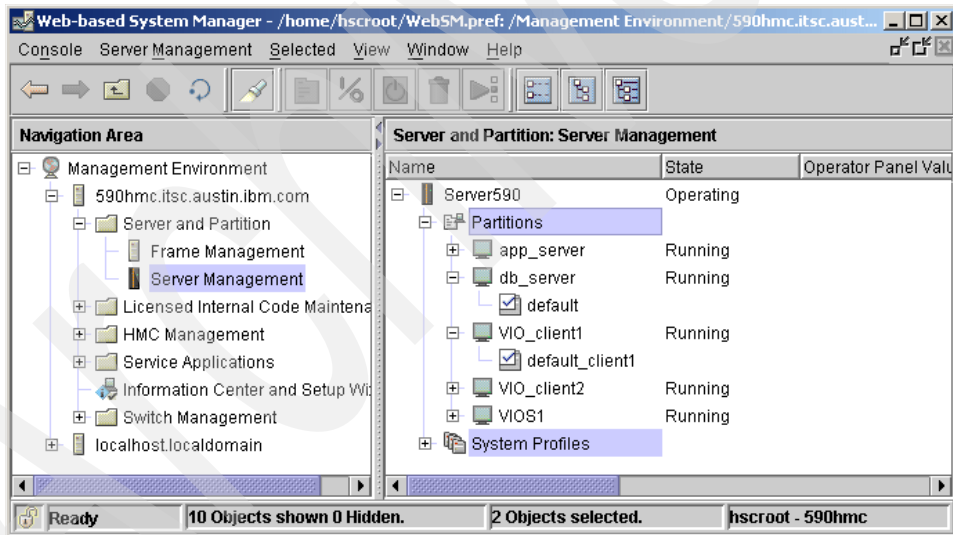 Web-based System Manager - /home/hscroot/WebSM.pref: /Management Environment/590hmc.itsc.aust...
Console Server Management Selected View Window Help
Navigation Area
Management Environment
590hmc.itsc.austin.ibm.com
Server and Partition
Frame Management
Server Management
Licensed Internal Code Maintena
HMC Management
Service Applications
Information Center and Setup Wi
Switch Management
localhost.localdomain
Server and Partition: Server Management
Name State Operator Panel Valu
Server590 Operating
Partitions
app_server Running
db_server Running
default
VIO_client1 Running
default_client1
VIO_client2 Running
VIOS1 Running
System Profiles
Ready 10 Objects shown 0 Hidden. 2 Objects selected. hscroot - 590hmc